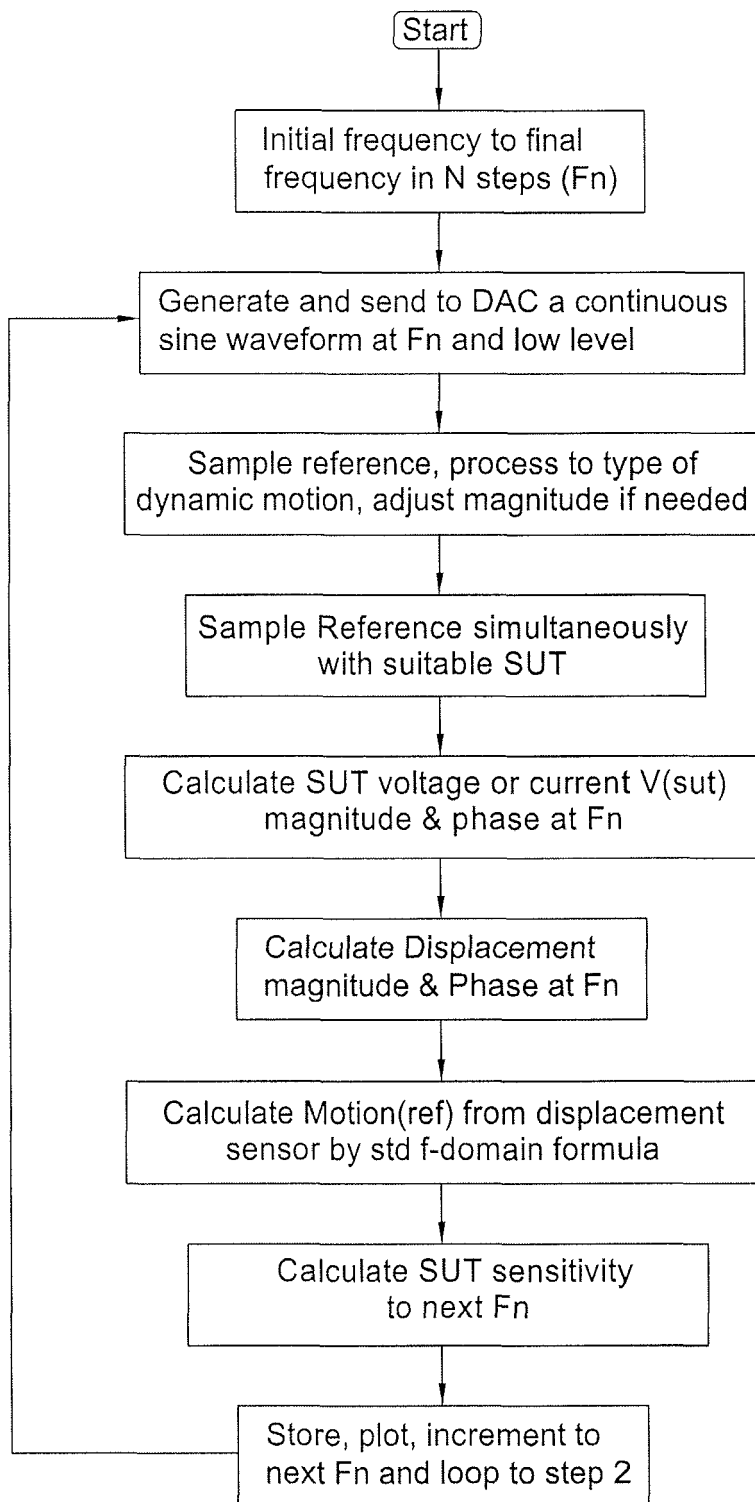 Start
Initial frequency to final
frequency in N steps (Fn)
Generate and send to DAC a continuous
sine waveform at Fn and low level
Sample reference, process to type of
dynamic motion, adjust magnitude if needed
Sample Reference simultaneously
with suitable SUT
Calculate SUT voltage or current V(sut)
magnitude & phase at Fn
Calculate Displacement
magnitude & Phase at Fn
Calculate Motion(ref) from displacement
sensor by std f-domain formula
Calculate SUT sensitivity
to next Fn
Store, plot, increment to
next Fn and loop to step 2